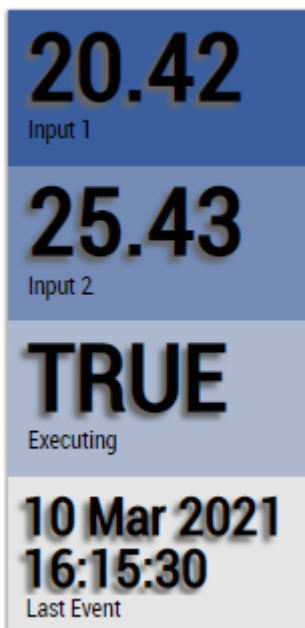 20.42
Input 1
25.43
Input 2
TRUE
Executing
10 Mar 2021
16:15:30
Last Event